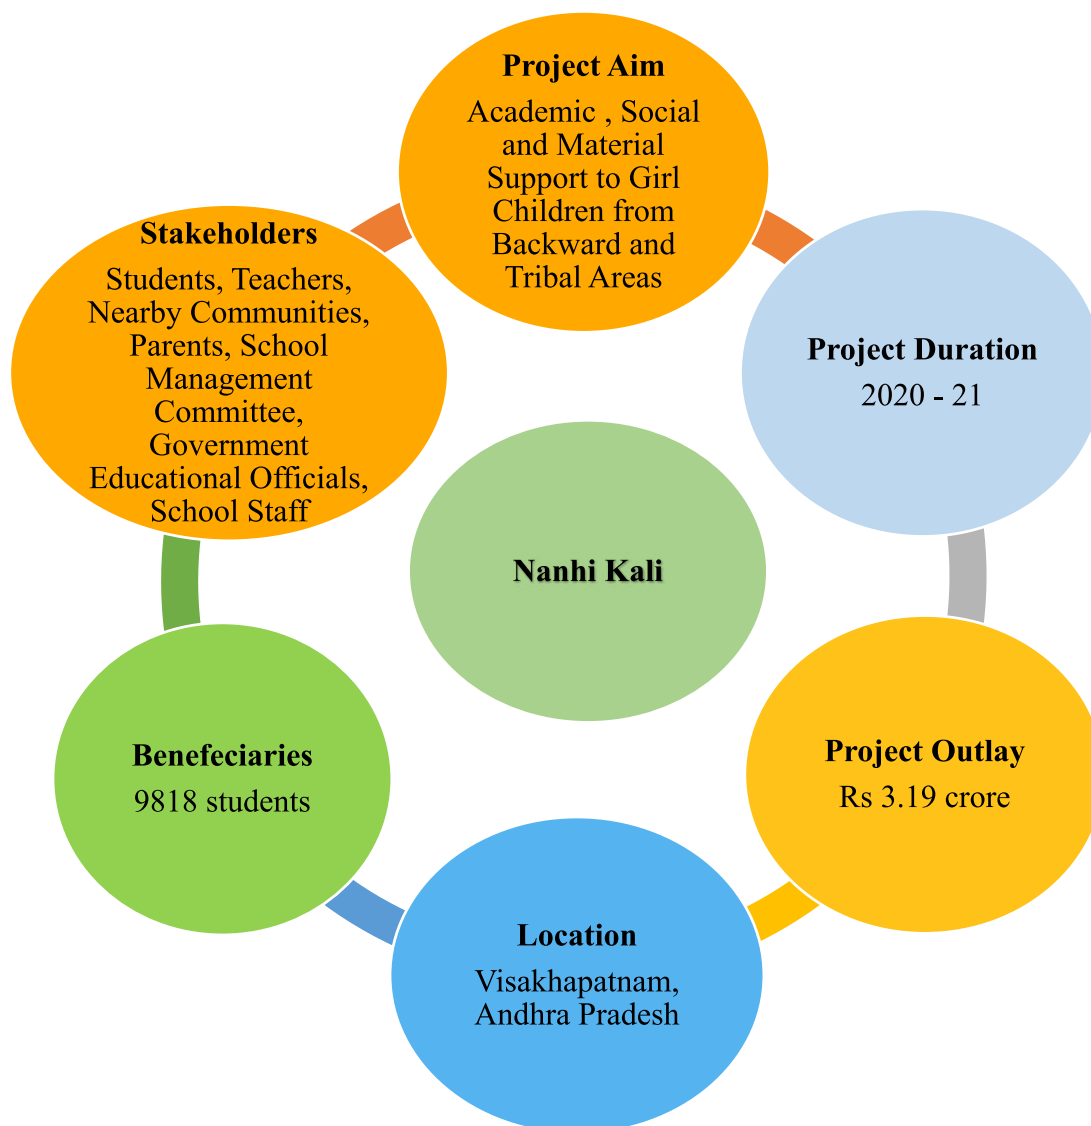 Project Aim
Academic , Social
and Material
Support to Girl
Children from
Backward and
Tribal Areas
Project Duration
2020 - 21
Project Outlay
Rs 3.19 crore
Location
Visakhapatnam,
Andhra Pradesh
Benefeciaries
9818 students
Stakeholders
Students, Teachers,
Nearby Communities,
Parents, School
Management
Committee,
Government
Educational Officials,
School Staff
Nanhi Kali